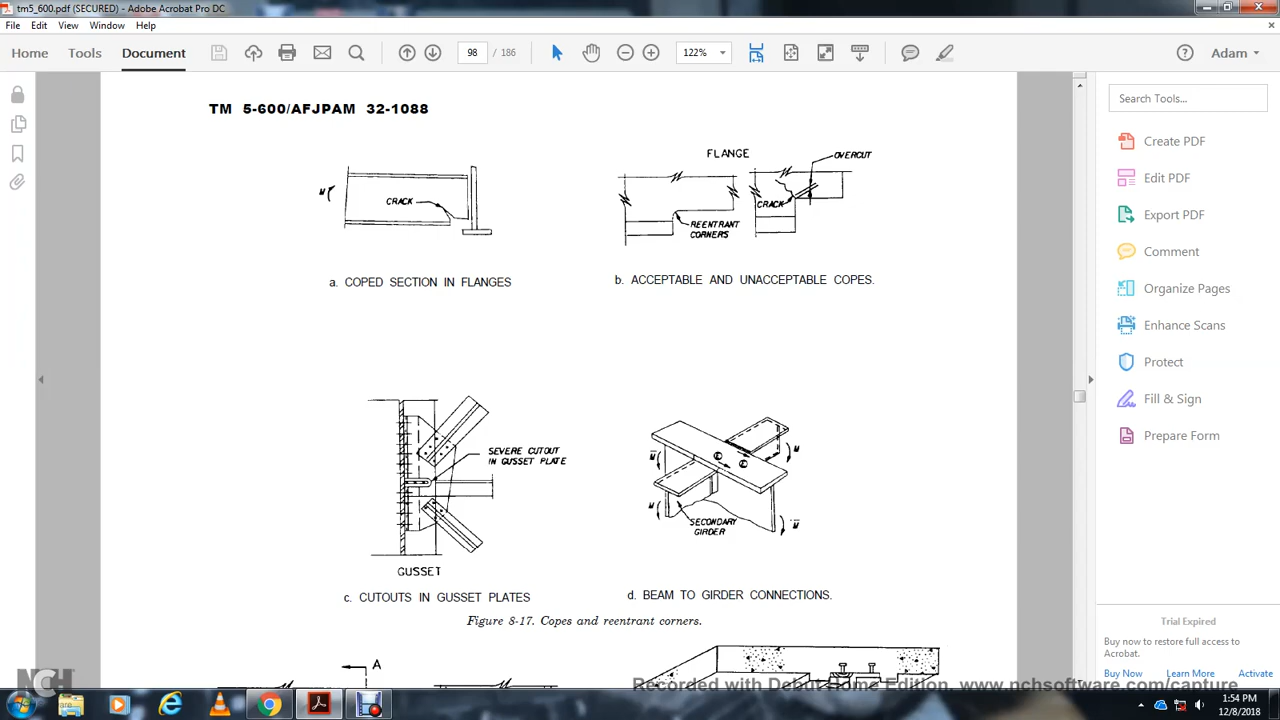 tm5_600.pdf (SECURED) - Adobe Acrobat Pro DC
File Edit View Window Help
Home Tools Document 98 / 186 122% Adam
TM 5-600/AFJPAM 32-1088
M
CRACK
a. COPED SECTION IN FLANGES
FLANGE
OVERCUT
CRACK
REENTRANT
CORNERS
b. ACCEPTABLE AND UNACCEPTABLE COPES.
SEVERE CUTOUT
IN GUSSET PLATE
GUSSET
c. CUTOUTS IN GUSSET PLATES
M
M
M
M
SECONDARY
GIRDER
d. BEAM TO GIRDER CONNECTIONS.
Figure 8-17. Copes and reentrant corners.
A
Search Tools...
Create PDF
Edit PDF
Export PDF
Comment
Organize Pages
Enhance Scans
Protect
Fill & Sign
Prepare Form
Trial Expired
Buy now to restore full access to
Acrobat.
Buy Now Learn More Activate
NCH
Recorded with Debut Home Edition. www.nchsoftware.com/capture
1:54 PM
12/8/2018